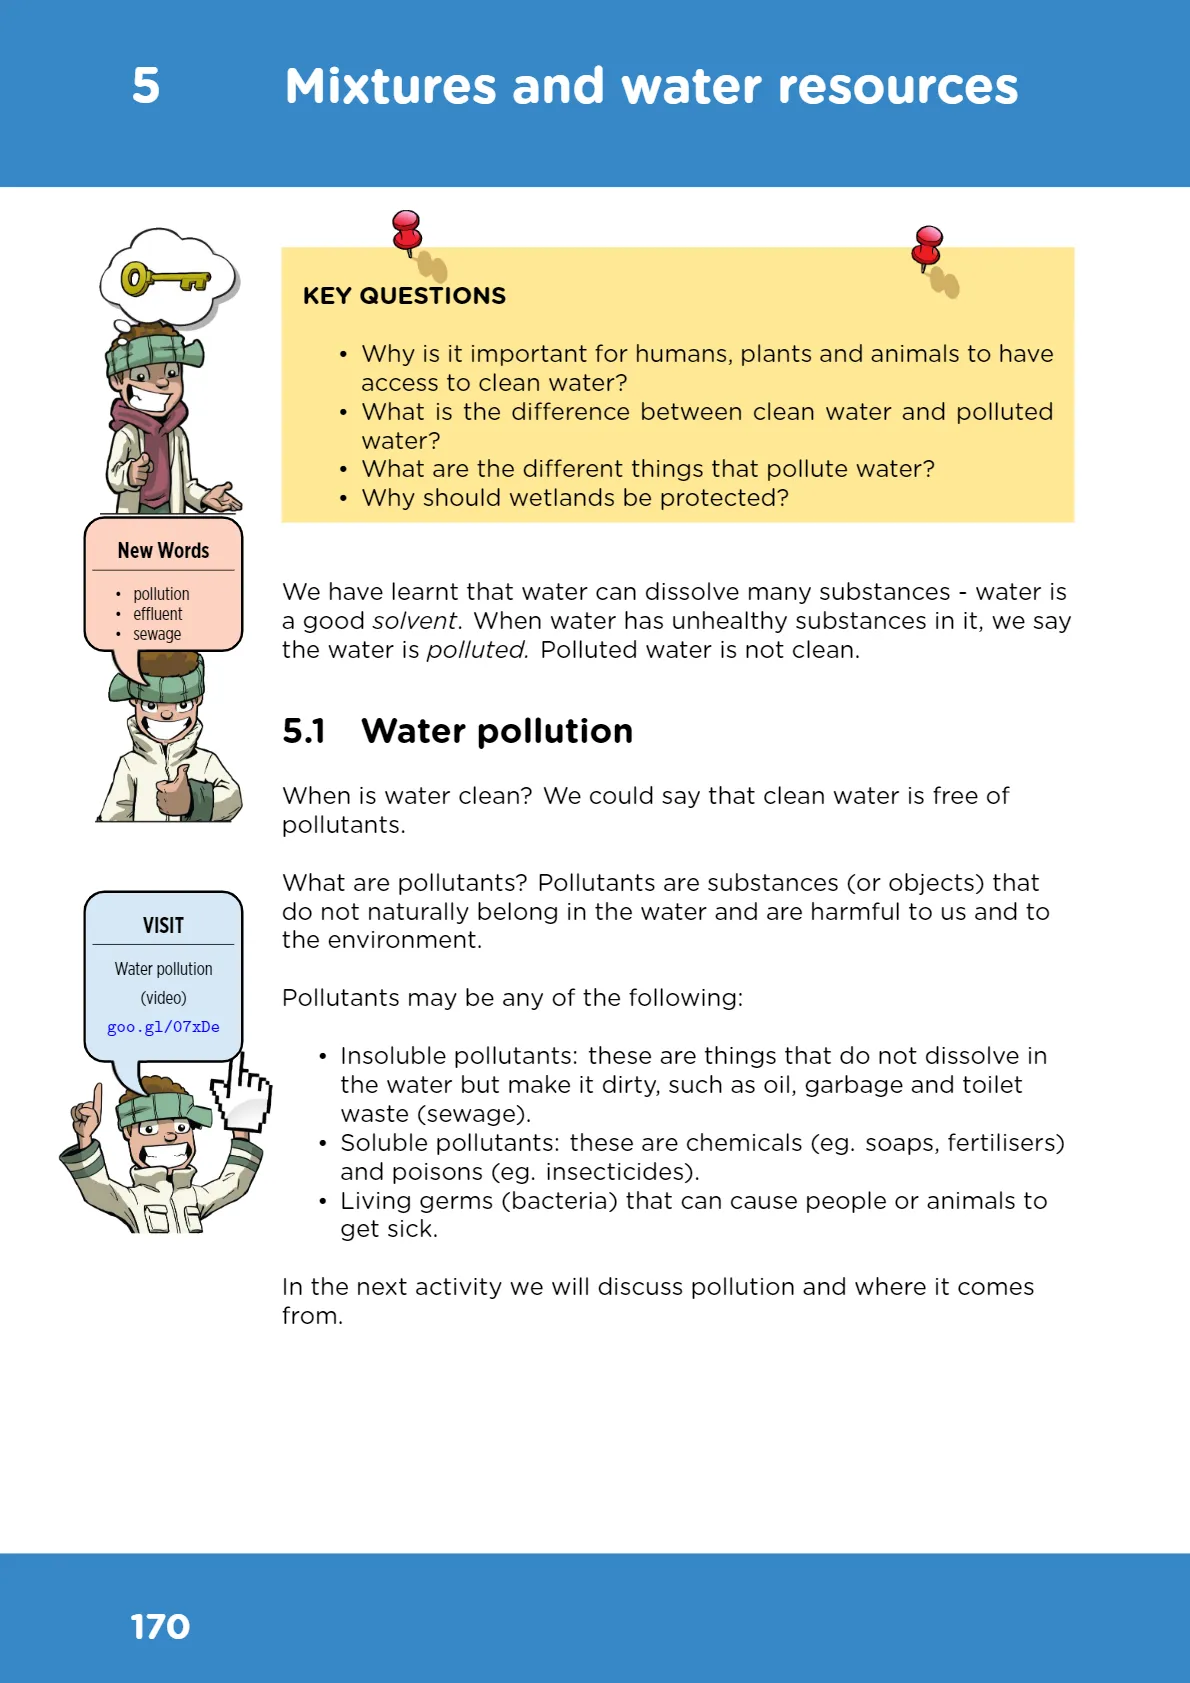 5 Mixtures and water resources
KEY QUESTIONS
• Why is it important for humans, plants and animals to have
access to clean water?
• What is the difference between clean water and polluted
water?
• What are the different things that pollute water?
• Why should wetlands be protected?
New Words
• pollution
• effluent
• sewage
We have learnt that water can dissolve many substances - water is
a good solvent. When water has unhealthy substances in it, we say
the water is polluted. Polluted water is not clean.
5.1 Water pollution
When is water clean? We could say that clean water is free of
pollutants.
What are pollutants? Pollutants are substances (or objects) that
do not naturally belong in the water and are harmful to us and to
the environment.
VISIT
Water pollution
(video)
goo.gl/07xDe
Pollutants may be any of the following:
• Insoluble pollutants: these are things that do not dissolve in
the water but make it dirty, such as oil, garbage and toilet
waste (sewage).
• Soluble pollutants: these are chemicals (eg. soaps, fertilisers)
and poisons (eg. insecticides).
• Living germs (bacteria) that can cause people or animals to
get sick.
In the next activity we will discuss pollution and where it comes
from.
170